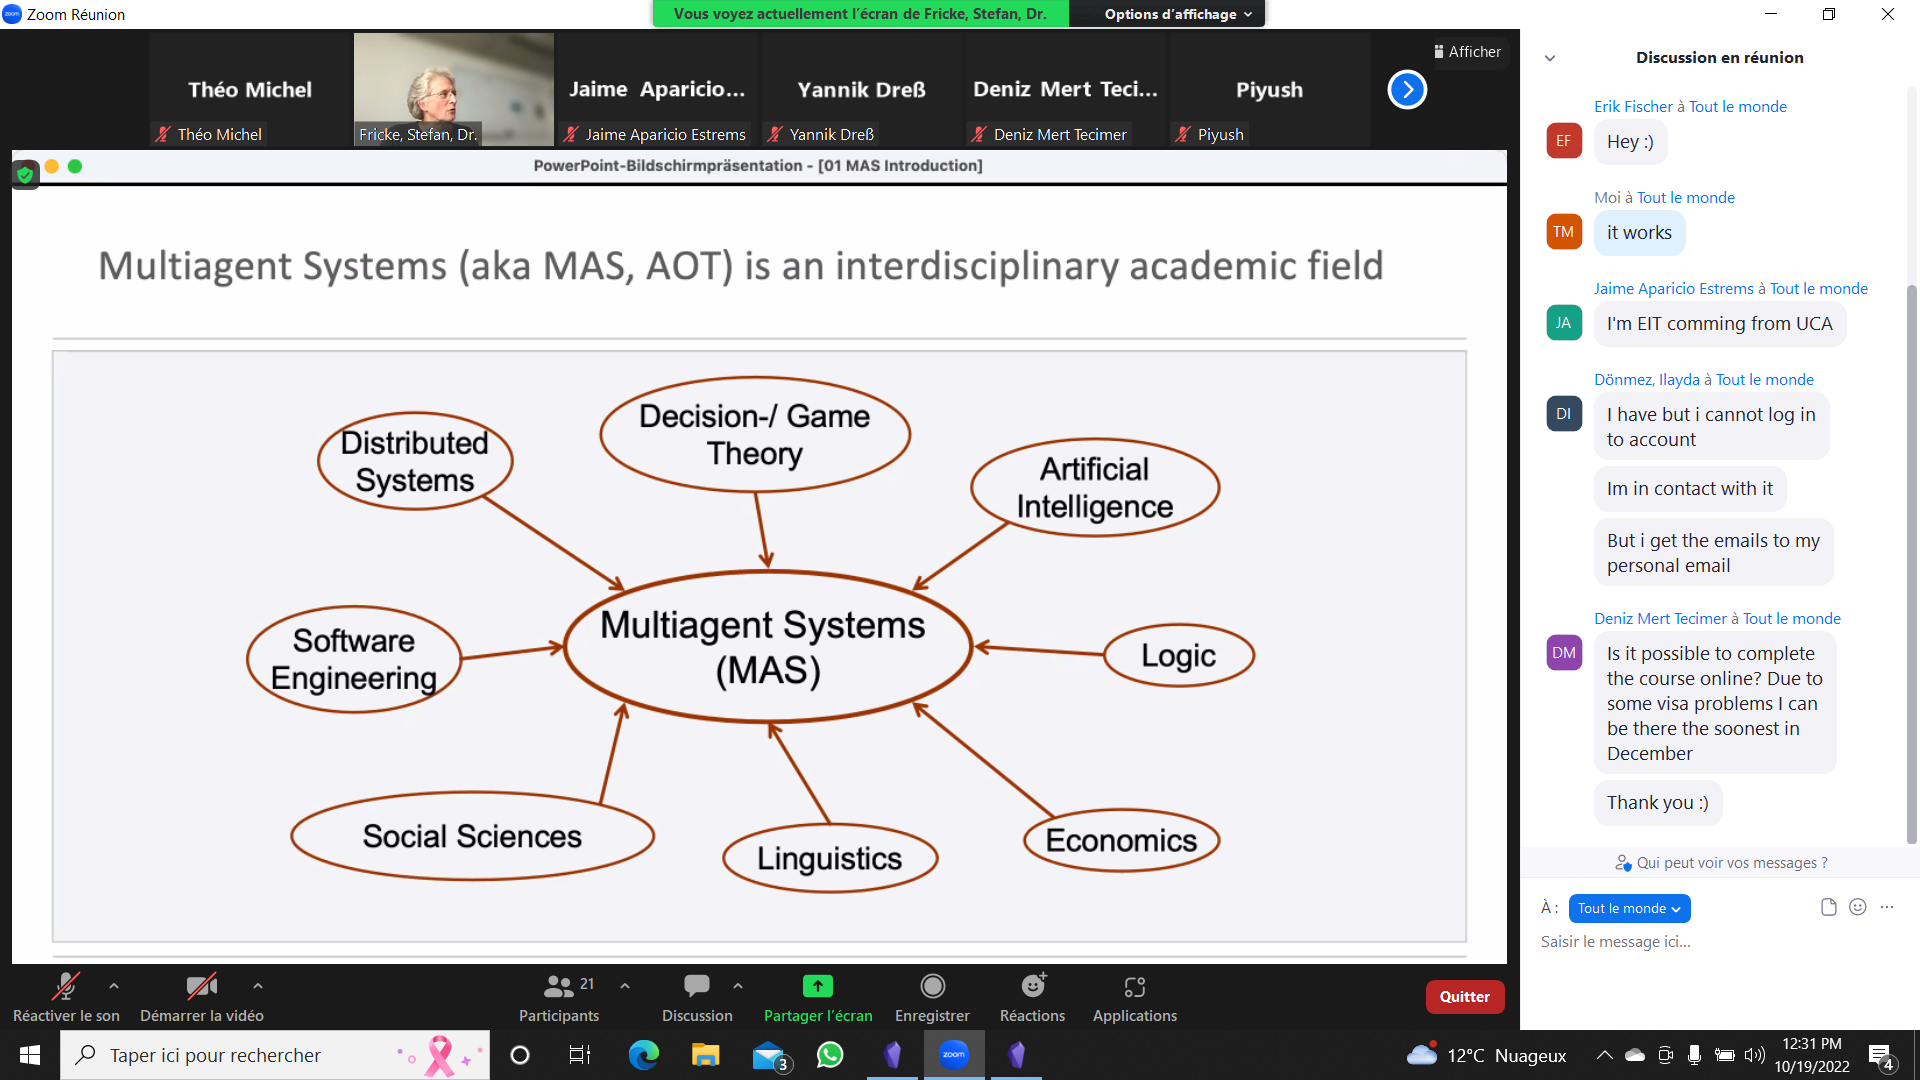 zoom
Zoom Réunion
Vous voyez actuellement l’écran de Fricke, Stefan, Dr.
Options d’affichage
Afficher
Théo Michel
Jaime Aparicio...
Yannik Dreß
Deniz Mert Teci...
Piyush
Théo Michel
Fricke, Stefan, Dr.
Jaime Aparicio Estrems
Yannik Dreß
Deniz Mert Tecimer
Piyush
PowerPoint-Bildschirmpräsentation - [01 MAS Introduction]
Multiagent Systems (aka MAS, AOT) is an interdisciplinary academic field
Distributed
Systems
Decision-/ Game
Theory
Artificial
Intelligence
Software
Engineering
Multiagent Systems
(MAS)
Logic
Social Sciences
Linguistics
Economics
Discussion en réunion
Erik Fischer à Tout le monde
EF
Hey :)
Moi à Tout le monde
TM
it works
Jaime Aparicio Estrems à Tout le monde
JA
I'm EIT comming from UCA
Dönmez, Ilayda à Tout le monde
DI
I have but i cannot log in
to account
Im in contact with it
But i get the emails to my
personal email
Deniz Mert Tecimer à Tout le monde
DM
Is it possible to complete
the course online? Due to
some visa problems I can
be there the soonest in
December
Thank you :)
Qui peut voir vos messages ?
À :
Tout le monde
Saisir le message ici...
Réactiver le son
Démarrer la vidéo
21
Participants
Discussion
Partager l’écran
Enregistrer
Réactions
Applications
Quitter
Taper ici pour rechercher
3
zoom
12°C Nuageux
12:31 PM
10/19/2022
4